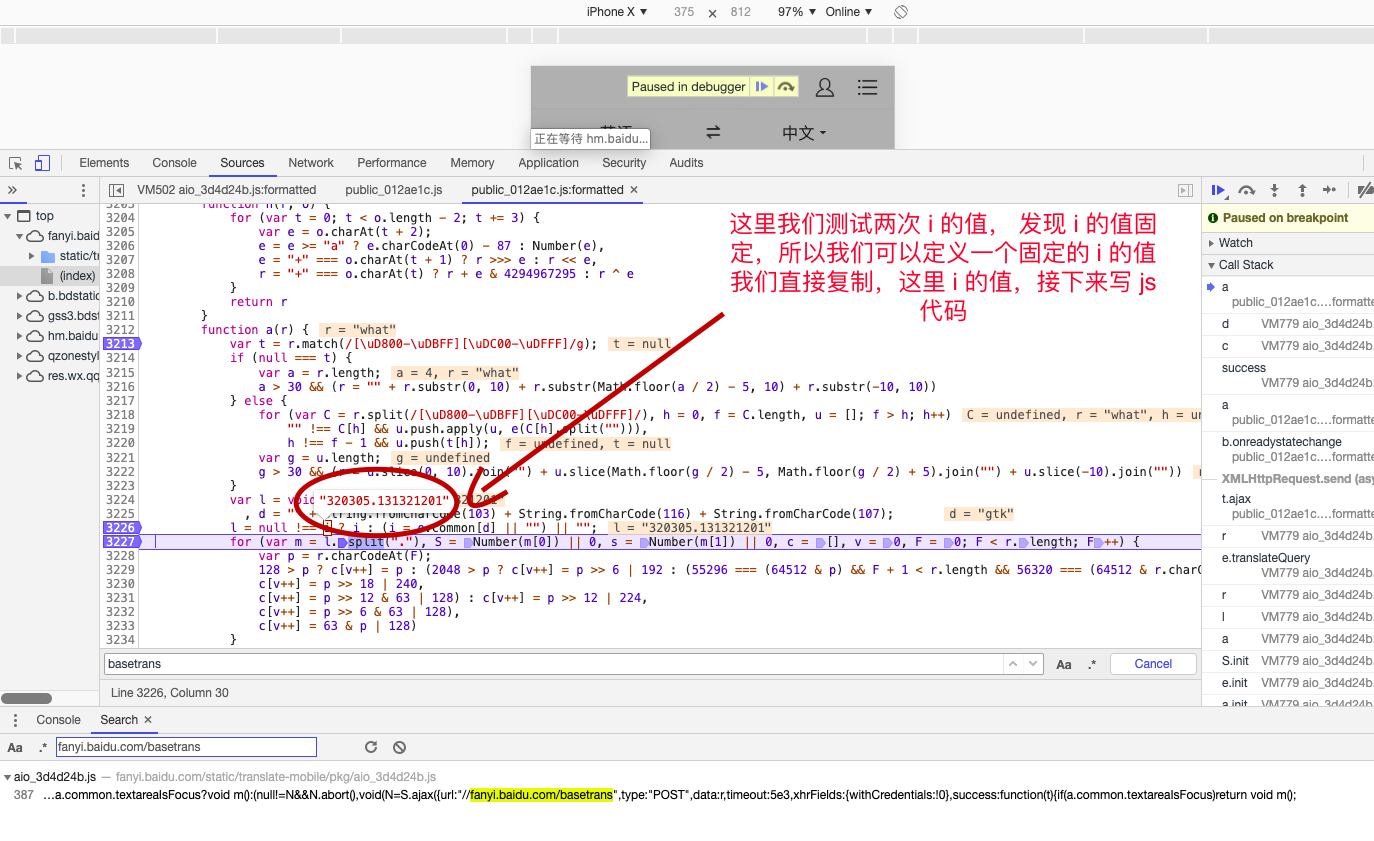 iPhone X ▼ 375 × 812 97% ▼ Online ▼
Paused in debugger
英语 中文
正在等待 hm.baidu...
Elements Console Sources Network Performance Memory Application Security Audits
VM502 aio_3d4d24b.js:formatted public_012ae1c.js public_012ae1c.js:formatted ×
top
fanyi.baid
static/tr
(index)
b.bdstatic
gss3.bdst
hm.baidu
qzonestyl
res.wx.qq
3204 for (var t = 0; t < o.length - 2; t += 3) {
3205 var e = o.charAt(t + 2);
3206 e = e >= "a" ? e.charCodeAt(0) - 87 : Number(e),
3207 e = "+" === o.charAt(t + 1) ? r >>> e : r << e,
3208 r = "+" === o.charAt(t) ? r + e & 4294967295 : r ^ e
3209 }
3210 return r
3211 }
3212 function a(r) { r = "what"
3213 var t = r.match(/[\uD800-\uDBFF][\uDC00-\uDFFF]/g); t = null
3214 if (null === t) {
3215 var a = r.length; a = 4, r = "what"
3216 a > 30 && (r = "" + r.substr(0, 10) + r.substr(Math.floor(a / 2) - 5, 10) + r.substr(-10, 10))
3217 } else {
3218 for (var C = r.split(/[\uD800-\uDBFF][\uDC00-\uDFFF]/), h = 0, f = C.length, u = []; f > h; h++) C = undefined, r = "what", h = un
3219 "" !== C[h] && u.push.apply(u, e(C[h].split(""))),
3220 h !== f - 1 && u.push(t[h]); f = undefined, t = null
3221 var g = u.length; g = undefined
3222 g > 30 && (r = u.slice(0, 10).join("") + u.slice(Math.floor(g / 2) - 5, Math.floor(g / 2) + 5).join("") + u.slice(-10).join(""))
3223 }
3224 var l = void 321201"
3225 , d = "" + String.fromCharCode(103) + String.fromCharCode(116) + String.fromCharCode(107); d = "gtk"
"320305.131321201"
3226 l = null !== i ? i : (i = o.common[d] || "") || ""; l = "320305.131321201"
3227 for (var m = l.split("."), S = Number(m[0]) || 0, s = Number(m[1]) || 0, c = [], v = 0, F = 0; F < r.length; F++) {
3228 var p = r.charCodeAt(F);
3229 128 > p ? c[v++] = p : (2048 > p ? c[v++] = p >> 6 | 192 : (55296 === (64512 & p) && F + 1 < r.length && 56320 === (64512 & r.char
3230 c[v++] = p >> 18 | 240,
3231 c[v++] = p >> 12 & 63 | 128) : c[v++] = p >> 12 | 224,
3232 c[v++] = p >> 6 & 63 | 128),
3233 c[v++] = 63 & p | 128)
3234 }
这里我们测试两次 i 的值， 发现 i 的值固
定，所以我们可以定义一个固定的 i 的值
我们直接复制，这里 i 的值，接下来写 js
代码
basetrans Aa .* Cancel
Line 3226, Column 30
Paused on breakpoint
Watch
Call Stack
a
public_012ae1c.…formatte
d VM779 aio_3d4d24b
c VM779 aio_3d4d24b
success
VM779 aio_3d4d24b
a
public_012ae1c.…formatte
b.onreadystatechange
public_012ae1c.…formatte
XMLHttpRequest.send (asy
t.ajax
public_012ae1c.…formatte
r VM779 aio_3d4d24b
e.translateQuery
VM779 aio_3d4d24b
r VM779 aio_3d4d24b
l VM779 aio_3d4d24b
a VM779 aio_3d4d24b
S.init VM779 aio_3d4d24b
e.init VM779 aio_3d4d24b
a.init VM779 aio_3d4d24b
Console Search ×
Aa .* fanyi.baidu.com/basetrans
aio_3d4d24b.js — fanyi.baidu.com/static/translate-mobile/pkg/aio_3d4d24b.js
387 …a.common.textareaIsFocus?void m():(null!=N&&N.abort(),void(N=S.ajax({url:"//fanyi.baidu.com/basetrans",type:"POST",data:r,timeout:5e3,xhrFields:{withCredentials:!0},success:function(t){if(a.common.textareaIsFocus)return void m();